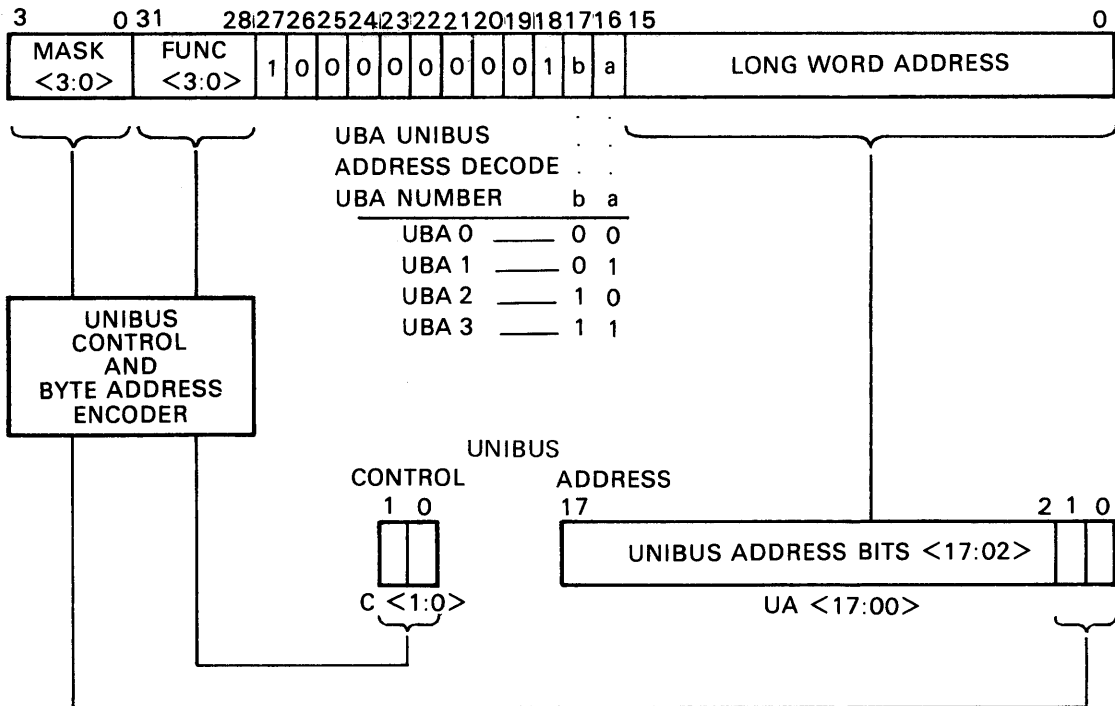 3 0 31 28 27 26 25 24 23 22 21 20 19 18 17 16 15 0
MASK <3:0> FUNC <3:0> 1 0 0 0 0 0 0 0 0 1 b a LONG WORD ADDRESS
UBA UNIBUS
ADDRESS DECODE
UBA NUMBER b a
UBA 0 0 0
UBA 1 0 1
UBA 2 1 0
UBA 3 1 1
UNIBUS
CONTROL
AND
BYTE ADDRESS
ENCODER
UNIBUS
CONTROL ADDRESS
1 0 17 2 1 0
UNIBUS ADDRESS BITS <17:02>
C <1:0> UA <17:00>